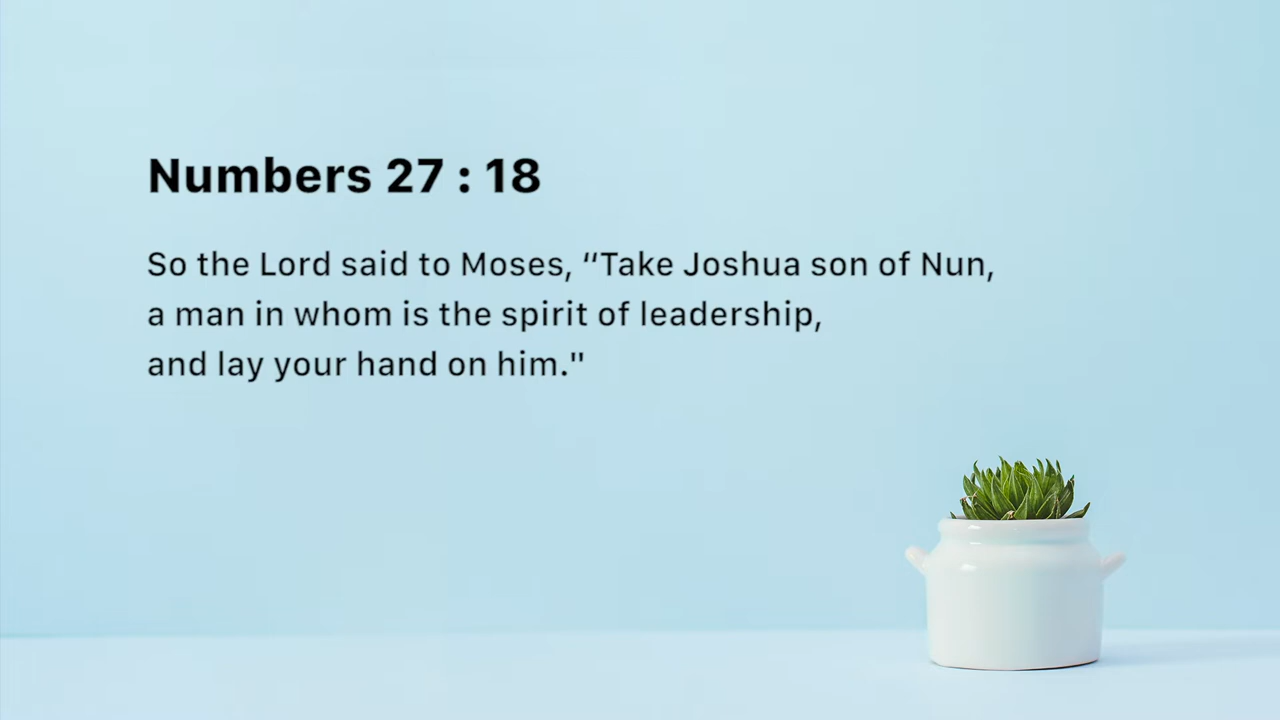 Numbers 27 : 18
So the Lord said to Moses, “Take Joshua son of Nun,
a man in whom is the spirit of leadership,
and lay your hand on him."